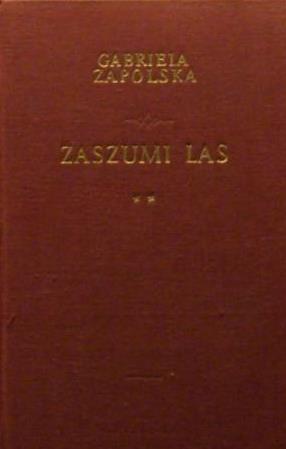 GABRIELA
ZAPOLSKA
ZASZUMI LAS
**